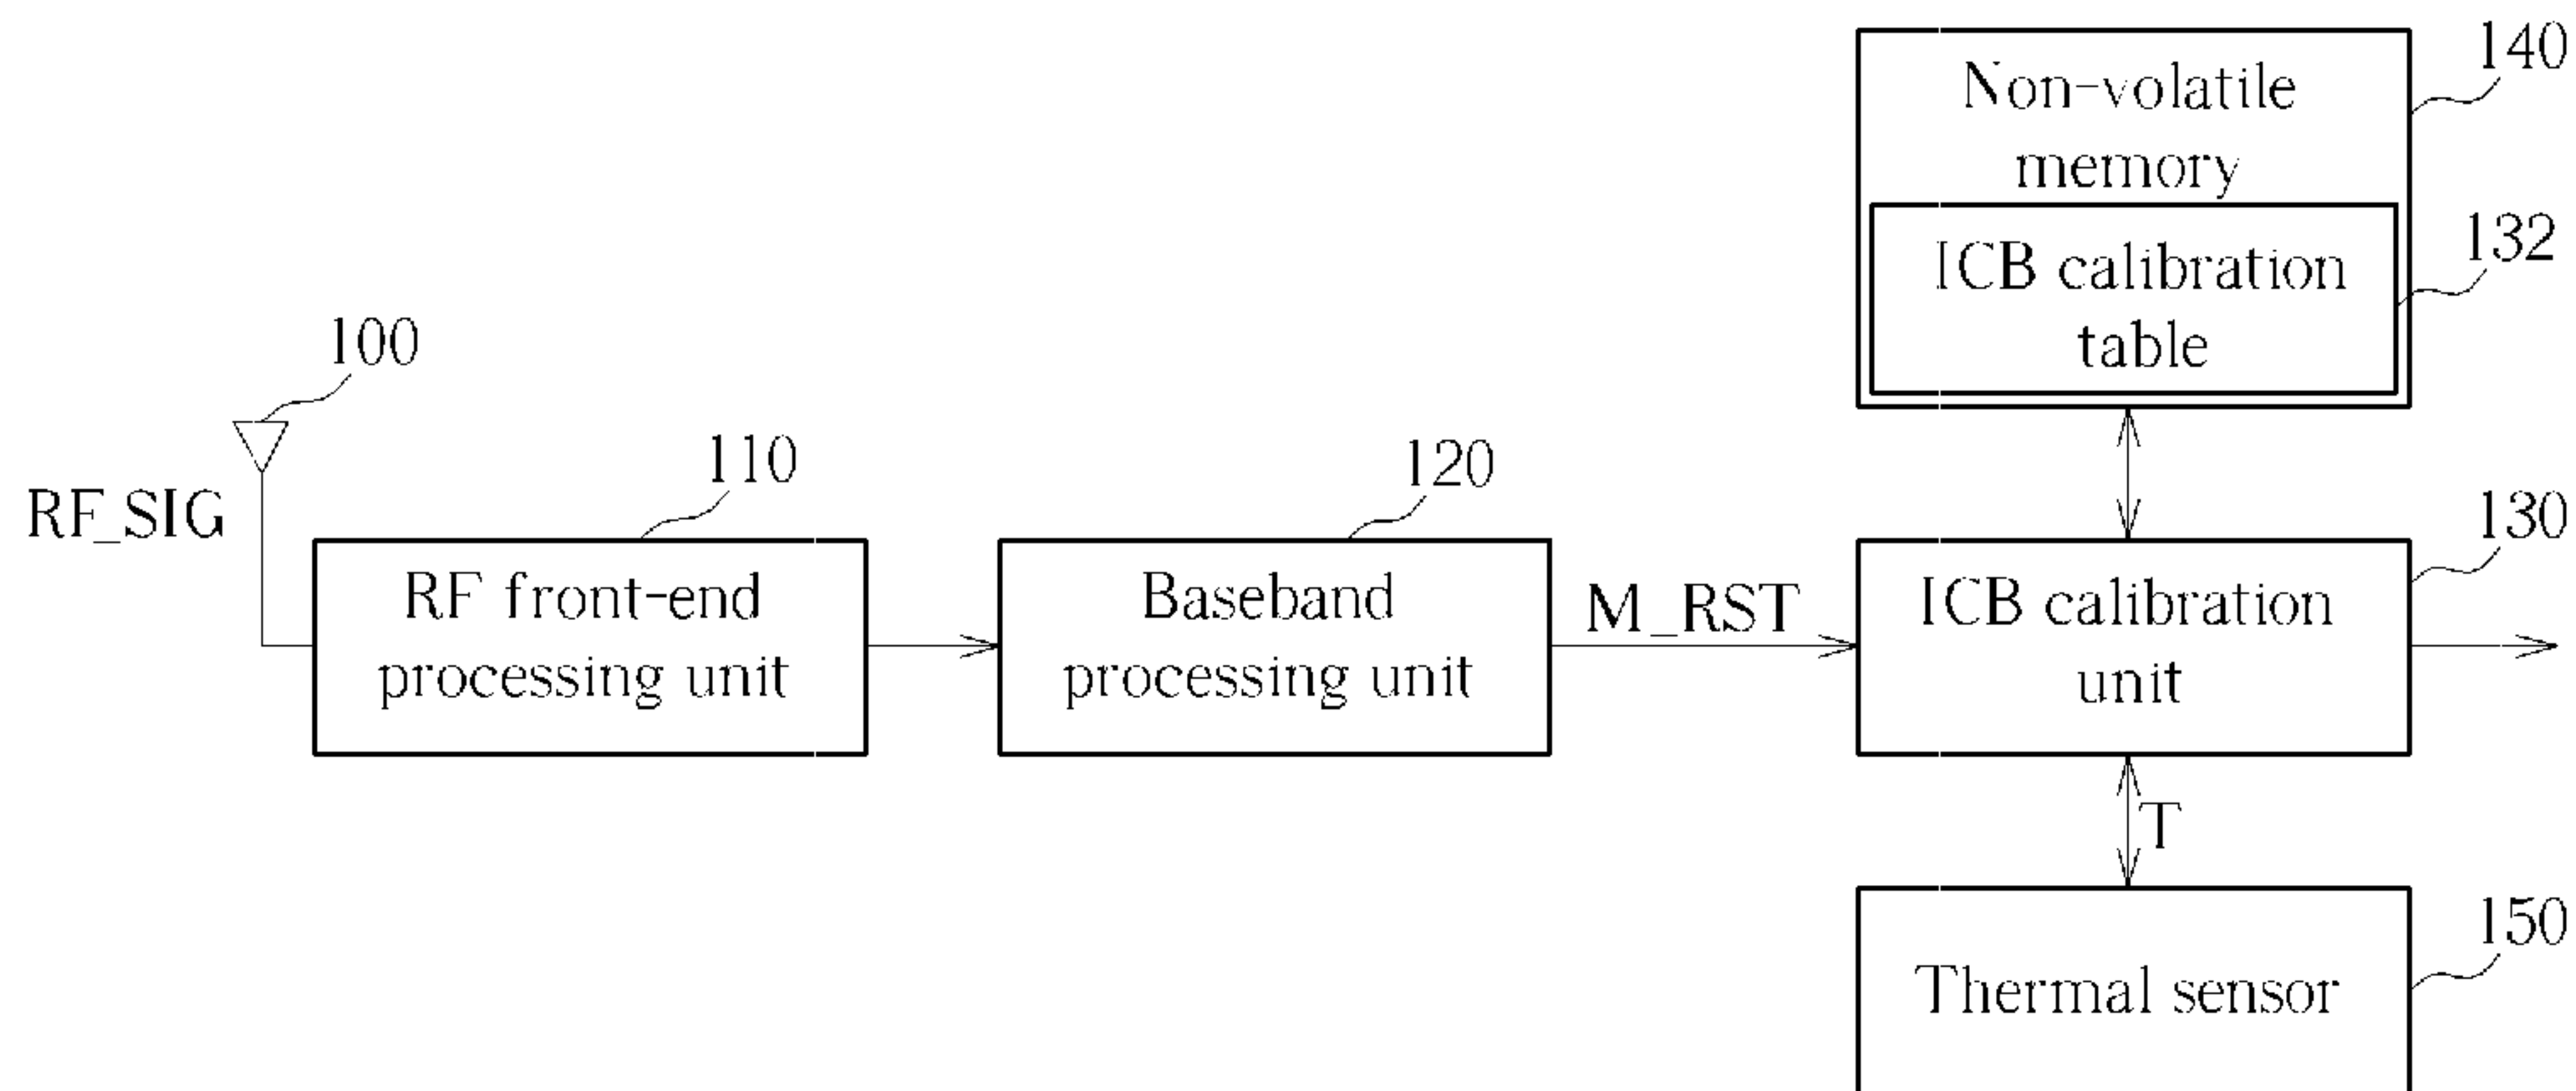 140
Non-volatile
memory
132
ICB calibration
table
100
110
120
RF_SIG
130
RF front-end
processing unit
Baseband
processing unit
M_RST
ICB calibration
unit
T
150
Thermal sensor